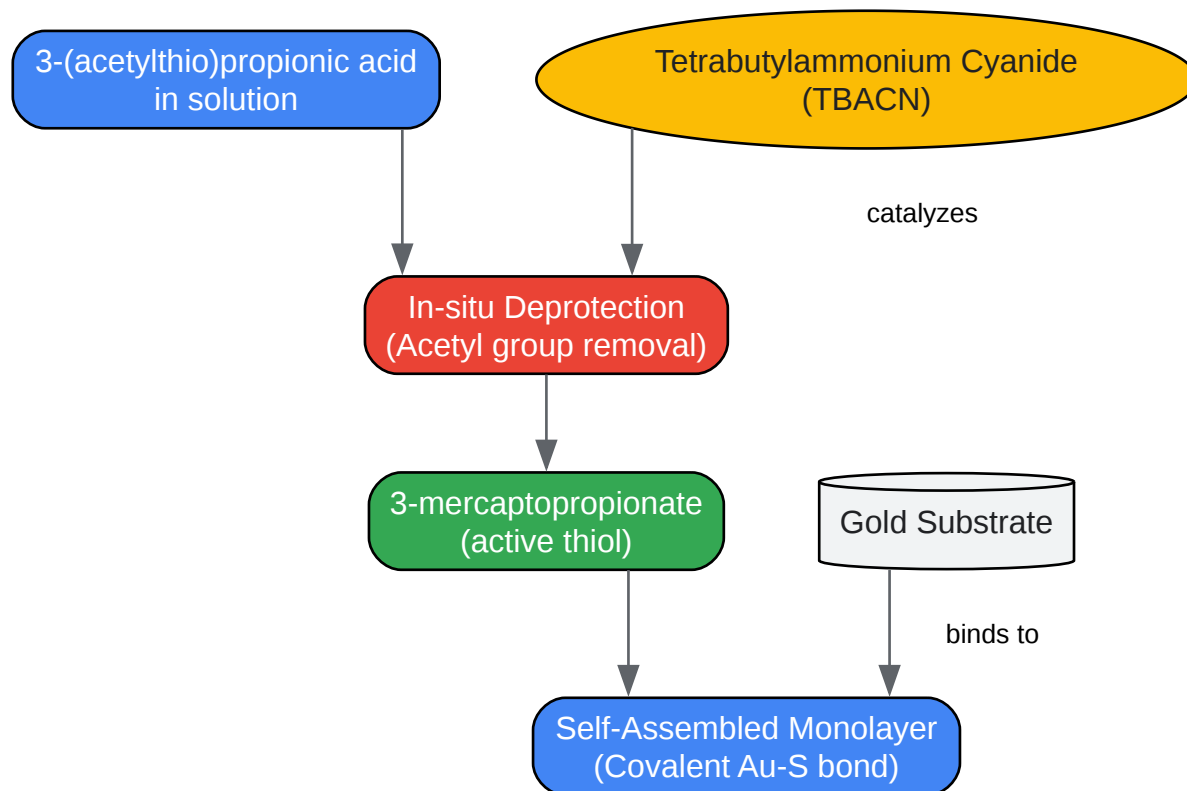 3-(acetylthio)propionic acid
in solution
Tetrabutylammonium Cyanide
(TBACN)
catalyzes
In-situ Deprotection
(Acetyl group removal)
3-mercaptopropionate
(active thiol)
Gold Substrate
binds to
Self-Assembled Monolayer
(Covalent Au-S bond)